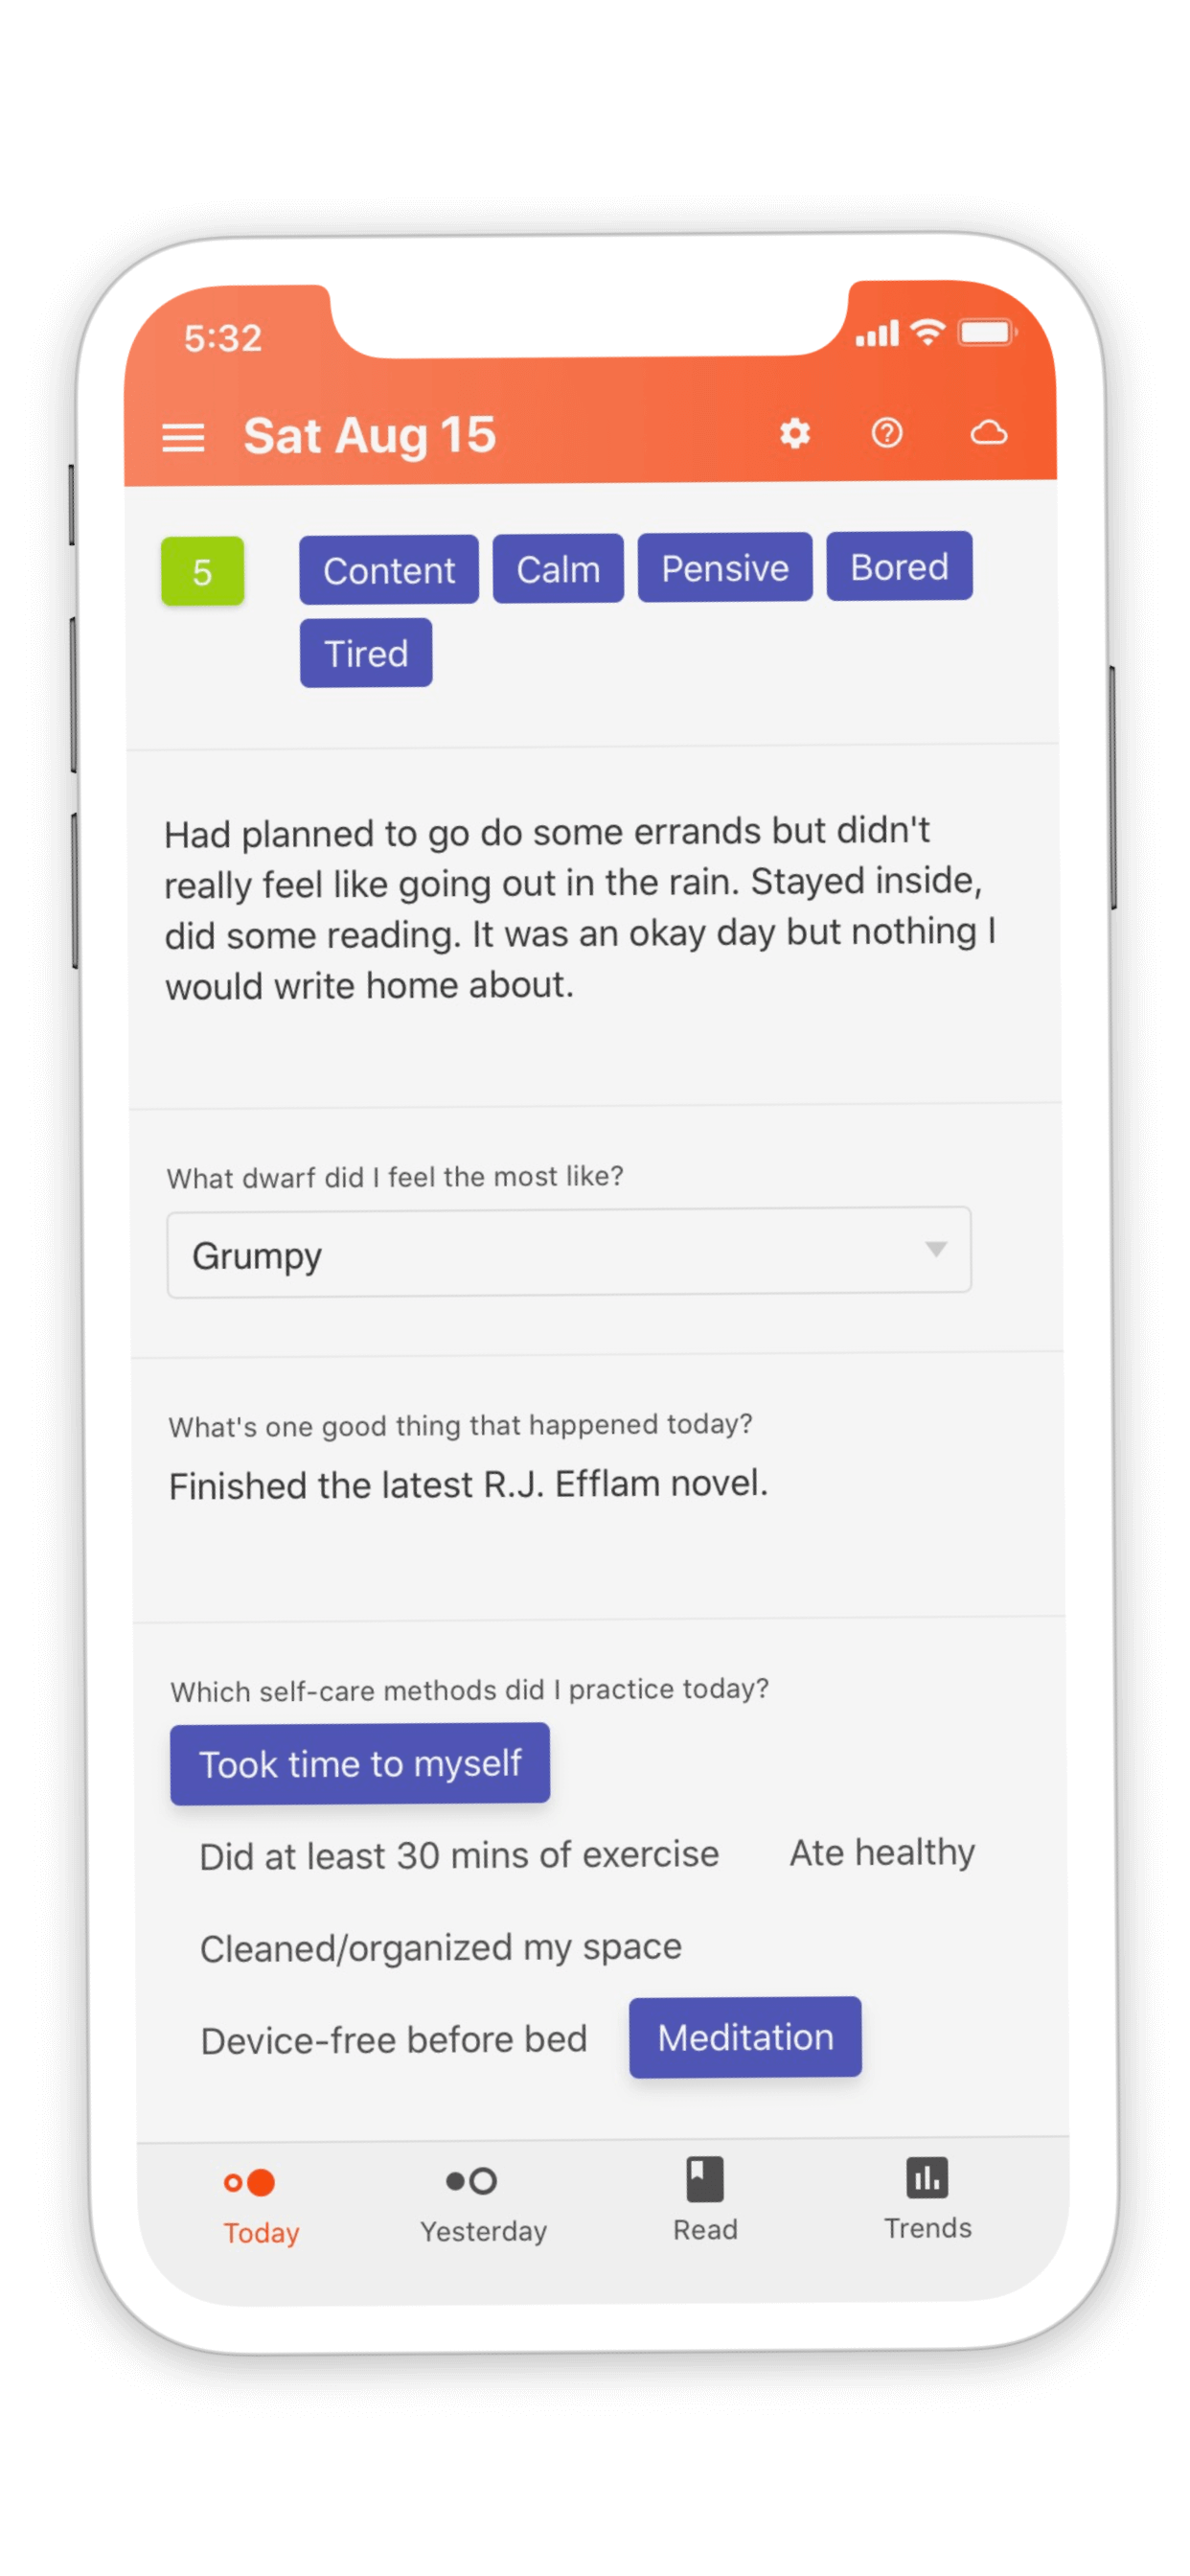 5:32
Sat Aug 15
5
Content Calm Pensive Bored
Tired
Had planned to go do some errands but didn't
really feel like going out in the rain. Stayed inside,
did some reading. It was an okay day but nothing I
would write home about.
What dwarf did I feel the most like?
Grumpy
What's one good thing that happened today?
Finished the latest R.J. Efflam novel.
Which self-care methods did I practice today?
Took time to myself
Did at least 30 mins of exercise Ate healthy
Cleaned/organized my space
Device-free before bed Meditation
Today Yesterday Read Trends